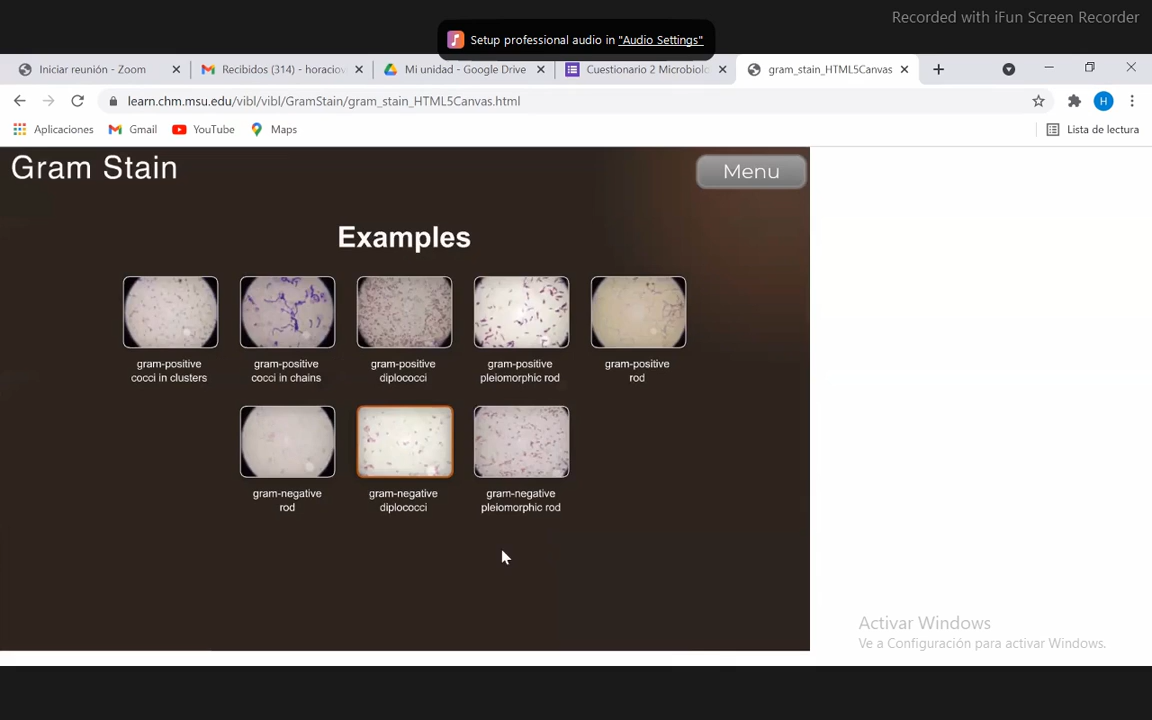 Recorded with iFun Screen Recorder
Setup professional audio in "Audio Settings"
Iniciar reunión - Zoom
Recibidos (314) - horaciov
Mi unidad - Google Drive
Cuestionario 2 Microbiolo
gram_stain_HTML5Canvas
learn.chm.msu.edu/vibl/vibl/GramStain/gram_stain_HTML5Canvas.html
H
Aplicaciones
Gmail
YouTube
Maps
Lista de lectura
Gram Stain
Menu
Examples
gram-positive
cocci in clusters
gram-positive
cocci in chains
gram-positive
diplococci
gram-positive
pleiomorphic rod
gram-positive
rod
gram-negative
rod
gram-negative
diplococci
gram-negative
pleiomorphic rod
Activar Windows
Ve a Configuración para activar Windows.